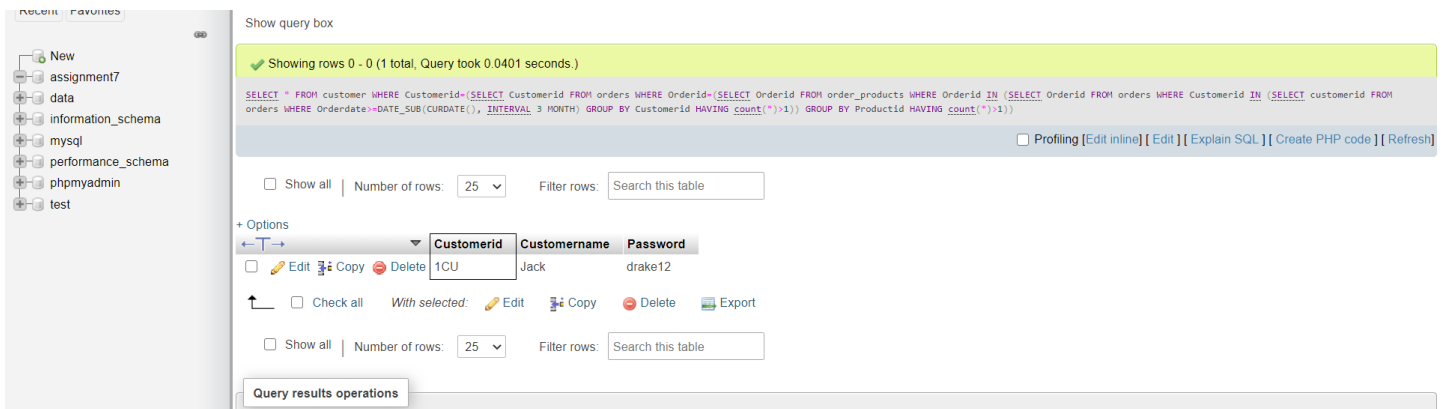 Recent Favorites
New
assignment7
data
information_schema
mysql
performance_schema
phpmyadmin
test
Show query box
Showing rows 0 - 0 (1 total, Query took 0.0401 seconds.)
SELECT * FROM customer WHERE Customerid=(SELECT Customerid FROM orders WHERE Orderid=(SELECT Orderid FROM order_products WHERE Orderid IN (SELECT Orderid FROM orders WHERE Customerid IN (SELECT customerid FROM
orders WHERE Orderdate>=DATE_SUB(CURDATE(), INTERVAL 3 MONTH) GROUP BY Customerid HAVING count(*)>1)) GROUP BY Productid HAVING count(*)>1))
Profiling [Edit inline] [ Edit ] [ Explain SQL ] [ Create PHP code ] [ Refresh]
Show all | Number of rows: 25 Filter rows: Search this table
+ Options
←T→ Customerid Customername Password
Edit Copy Delete 1CU Jack drake12
Check all With selected: Edit Copy Delete Export
Show all | Number of rows: 25 Filter rows: Search this table
Query results operations